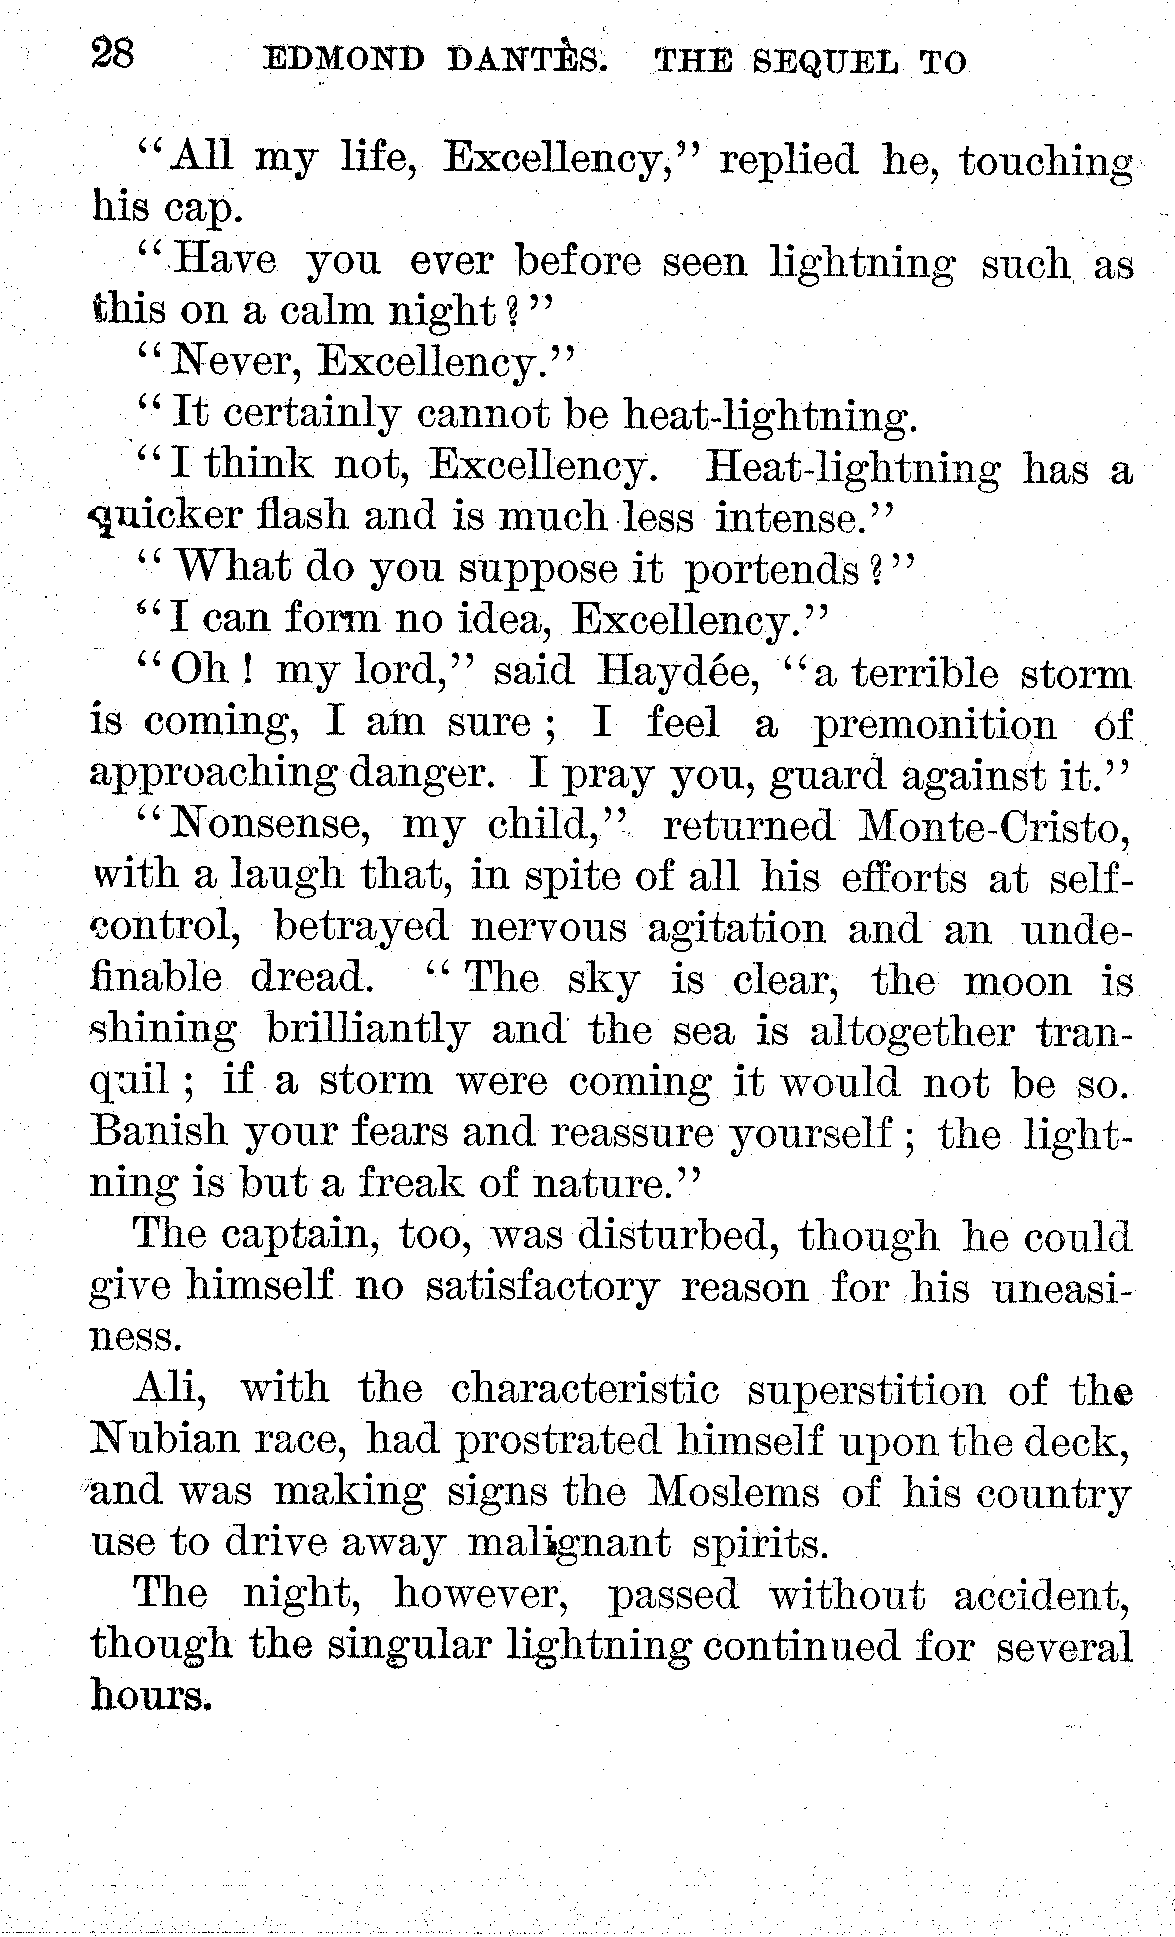 28 EDMOND DANTÈS. THE SEQUEL TO
"All my life, Excellency," replied he, touching
his cap.
"Have you ever before seen lightning such as
this on a calm night?"
"Never, Excellency."
"It certainly cannot be heat-lightning.
"I think not, Excellency. Heat-lightning has a
quicker flash and is much less intense."
"What do you suppose it portends?"
"I can form no idea, Excellency."
"Oh! my lord," said Haydée, "a terrible storm
is coming, I am sure; I feel a premonition of
approaching danger. I pray you, guard against it."
"Nonsense, my child," returned Monte-Cristo,
with a laugh that, in spite of all his efforts at self-
control, betrayed nervous agitation and an unde-
finable dread. "The sky is clear, the moon is
shining brilliantly and the sea is altogether tran-
quil; if a storm were coming it would not be so.
Banish your fears and reassure yourself; the light-
ning is but a freak of nature."
The captain, too, was disturbed, though he could
give himself no satisfactory reason for his uneasi-
ness.
Ali, with the characteristic superstition of the
Nubian race, had prostrated himself upon the deck,
and was making signs the Moslems of his country
use to drive away malignant spirits.
The night, however, passed without accident,
though the singular lightning continued for several
hours.